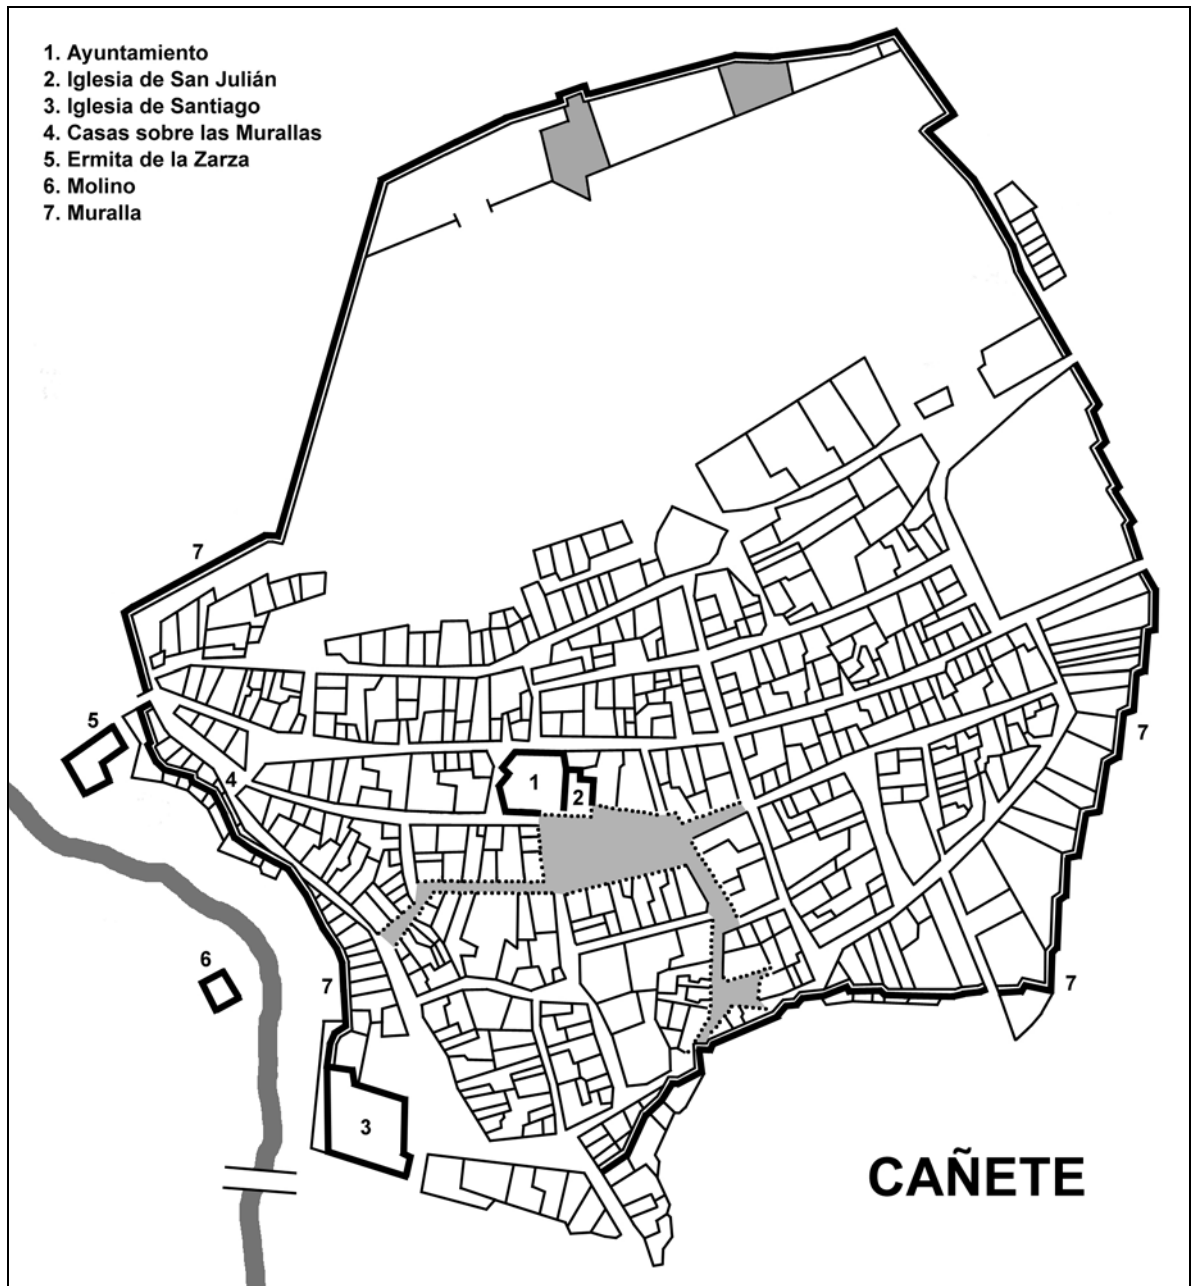 1. Ayuntamiento
2. Iglesia de San Julián
3. Iglesia de Santiago
4. Casas sobre las Murallas
5. Ermita de la Zarza
6. Molino
7. Muralla
7
5
7
4
1
2
6
7
7
3
CAÑETE